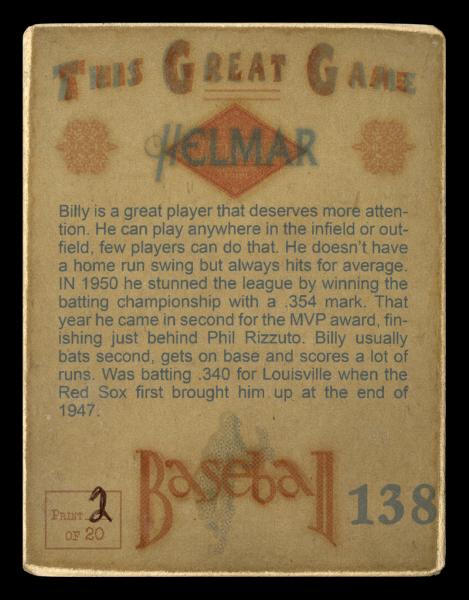 THIS GREAT GAME
HELMAR
Billy is a great player that deserves more atten-
tion. He can play anywhere in the infield or out-
field, few players can do that. He doesn't have
a home run swing but always hits for average.
IN 1950 he stunned the league by winning the
batting championship with a .354 mark. That
year he came in second for the MVP award, fin-
ishing just behind Phil Rizzuto. Billy usually
bats second, gets on base and scores a lot of
runs. Was batting .340 for Louisville when the
Red Sox first brought him up at the end of
1947.
Baseball
138
PRINT 2
OF 20